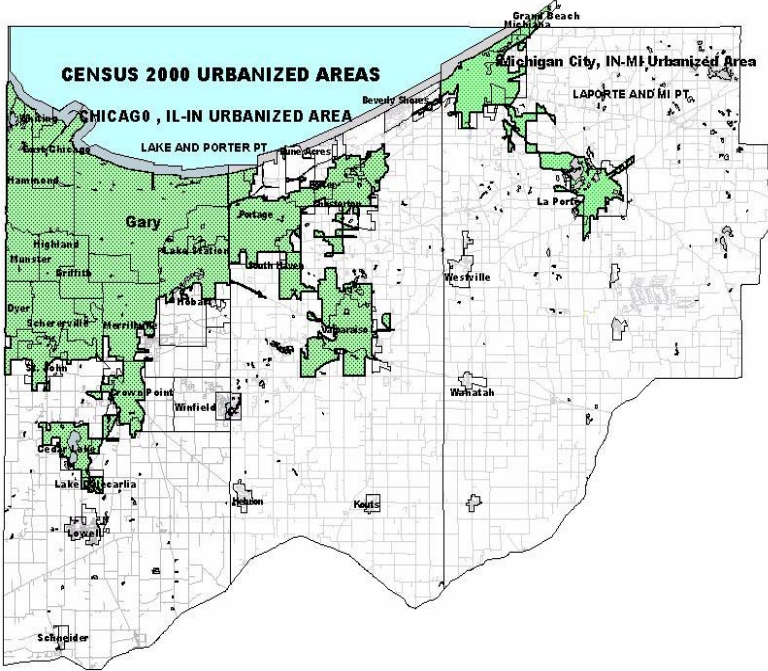 Grand Beach
Michiana
Michigan City, IN-MI Urbanized Area
CENSUS 2000 URBANIZED AREAS
LAPORTE AND MI PT
Beverly Shores
CHICAGO , IL-IN URBANIZED AREA
Whiting
LAKE AND PORTER PT
East Chicago
Dune Acres
Hammond
Porter
Chesterton
La Porte
Portage
Gary
Highland
Lake Station
Munster
South Haven
Griffith
Westville
Hobart
Dyer
Schererville
Merrillville
Valparaiso
St. John
Crown Point
Wanatah
Winfield
Cedar Lake
Lake Dalecarlia
Hebron
Kouts
Lowell
Schneider